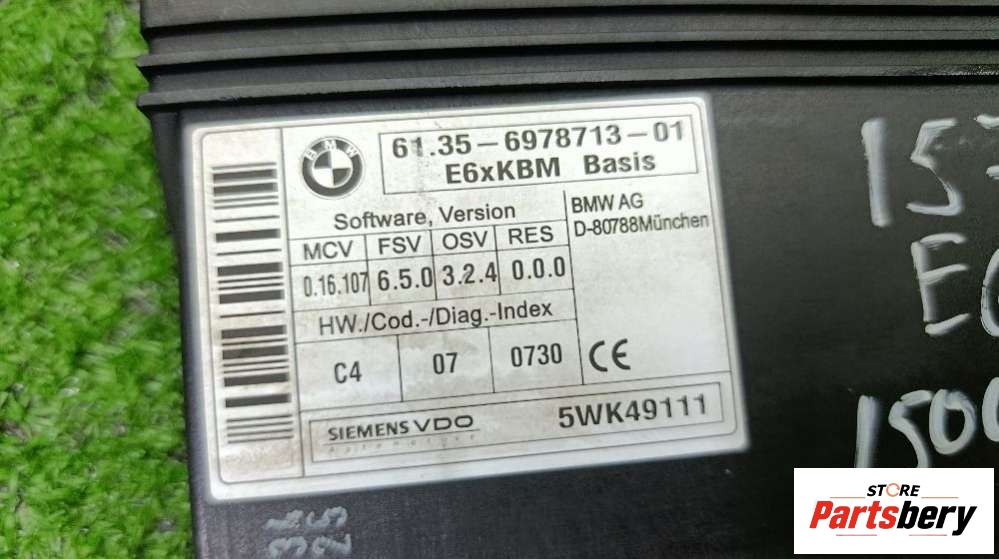 BMW
61.35-6978713-01
E6xKBM Basis
Software, Version
MCV FSV OSV RES
0.16.107 6.5.0 3.2.4 0.0.0
BMW AG
D-80788München
HW./Cod.-/Diag.-Index
C4 07 0730
CE
SIEMENS VDO
Automotive
5WK49111
STORE
Partsbery